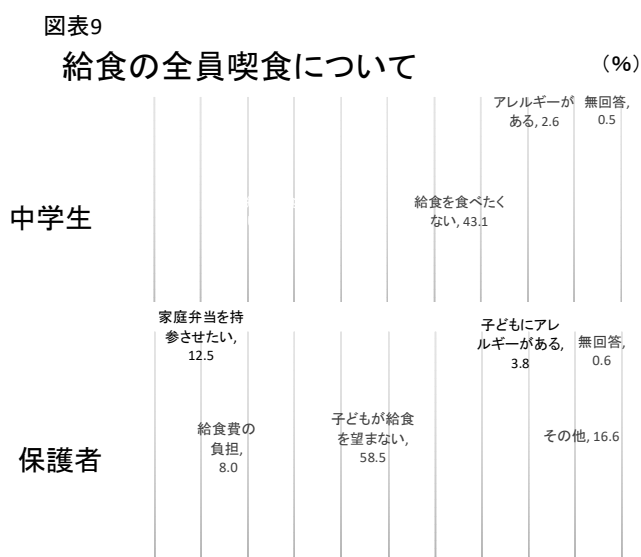 図表9
給食の全員喫食について
(%)
アレルギーが
ある, 2.6
無回答,
0.5
中学生
給食を食べたく
ない, 43.1
家庭弁当を持
参させたい,
12.5
子どもにアレ
ルギーがある,
3.8
無回答,
0.6
給食費の
負担,
8.0
子どもが給食
を望まない,
58.5
その他, 16.6
保護者